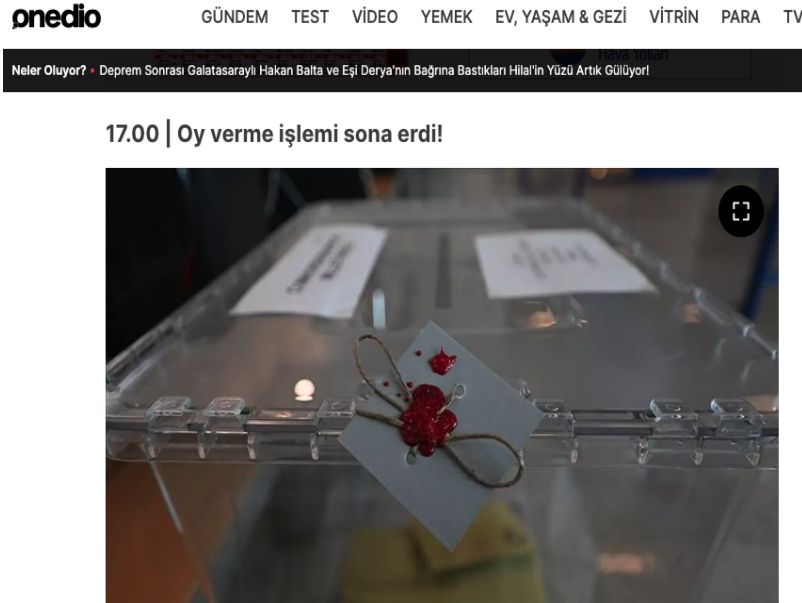 onedio
GÜNDEM TEST VİDEO YEMEK EV, YAŞAM & GEZİ VİTRİN PARA TV
Hava Yolları
Neler Oluyor? • Deprem Sonrası Galatasaraylı Hakan Balta ve Eşi Derya'nın Bağrına Bastıkları Hilal'in Yüzü Artık Gülüyor!
17.00 | Oy verme işlemi sona erdi!